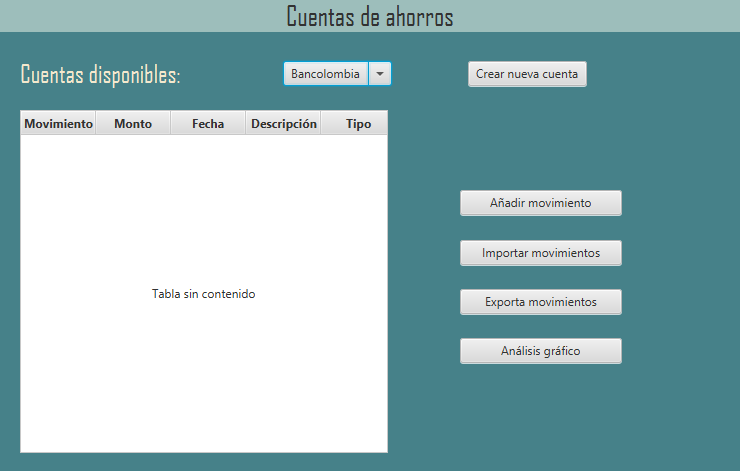 Cuentas de ahorros
Cuentas disponibles: Bancolombia Crear nueva cuenta
Movimiento Monto Fecha Descripción Tipo
Añadir movimiento
Importar movimientos
Tabla sin contenido
Exporta movimientos
Análisis gráfico